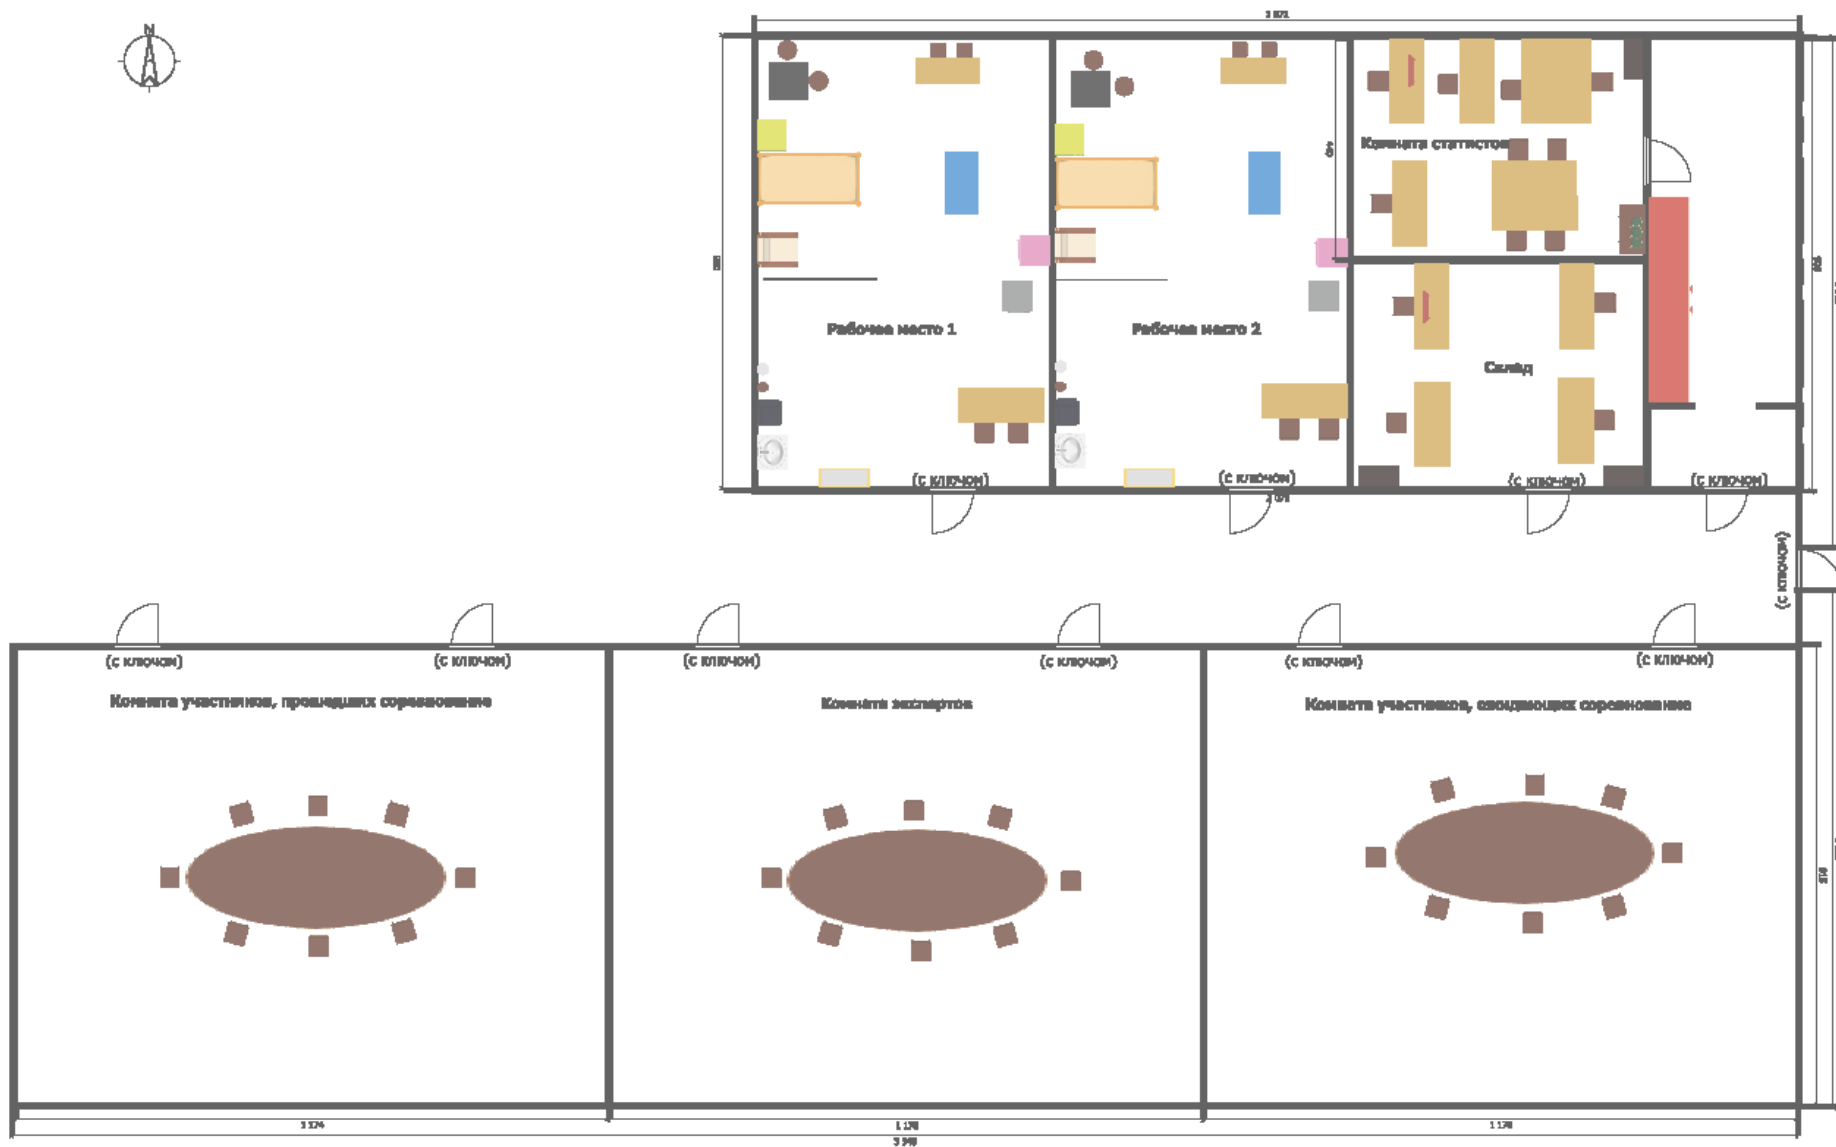 N
Комната статистов
Рабочее место 1
Рабочее место 2
Склад
(с ключом)
(с ключом)
(с ключом)
(с ключом)
(с ключом)
(с ключом)
(с ключом)
(с ключом)
(с ключом)
(с ключом)
(с ключом)
Комната участников, прошедших соревнование
Комната экспертов
Комната участников, ожидающих соревнование